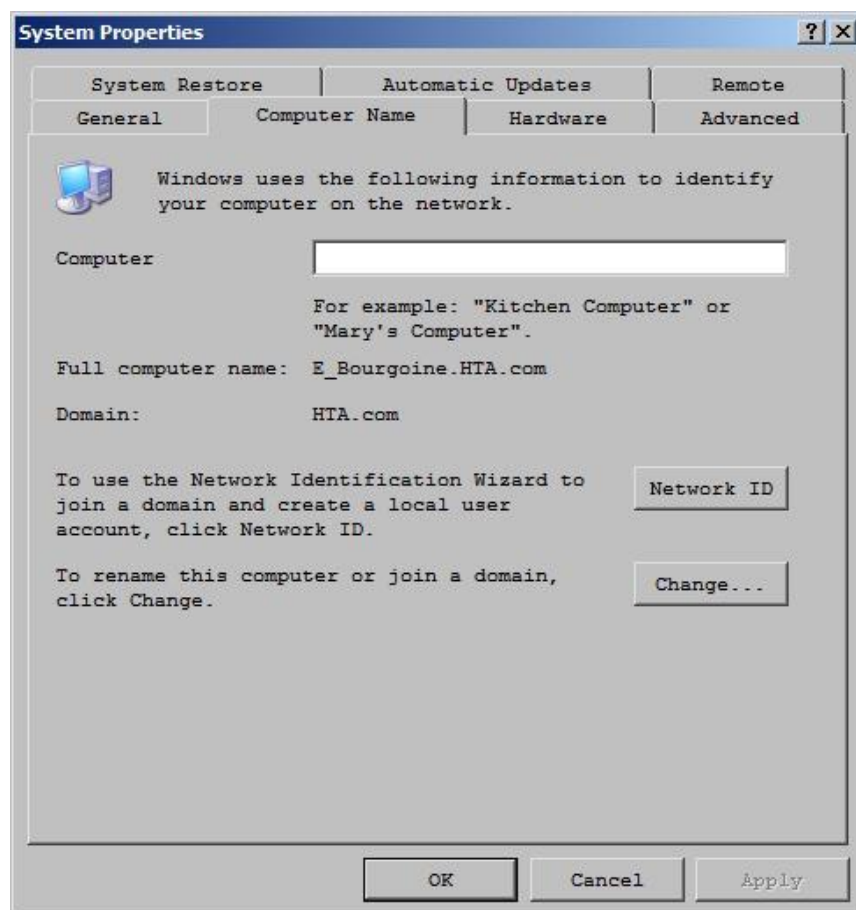 System Properties
System Restore
Automatic Updates
Remote
General
Computer Name
Hardware
Advanced
Windows uses the following information to identify
your computer on the network.
Computer
For example: "Kitchen Computer" or
"Mary's Computer".
Full computer name: E_Bourgoine.HTA.com
Domain: HTA.com
To use the Network Identification Wizard to
join a domain and create a local user
account, click Network ID.
Network ID
To rename this computer or join a domain,
click Change.
Change...
OK
Cancel
Apply